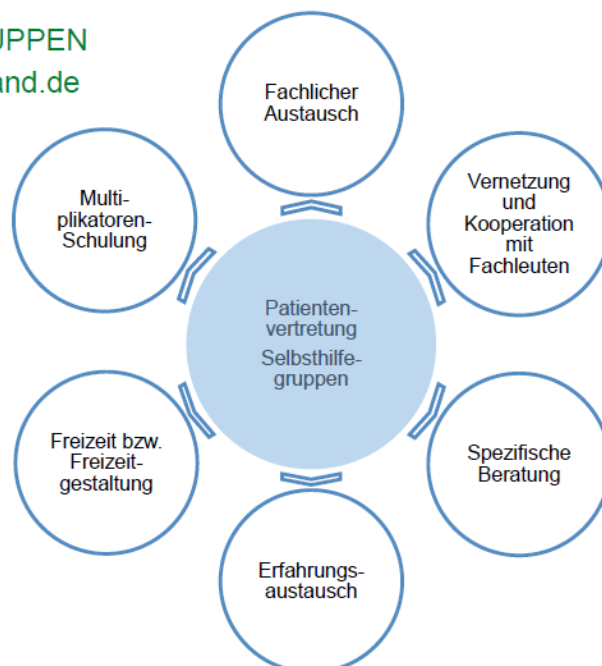 UPPEN
and.de
Fachlicher
Austausch
Vernetzung
und
Kooperation
mit
Fachleuten
Spezifische
Beratung
Erfahrungs-
austausch
Freizeit bzw.
Freizeit-
gestaltung
Multi-
plikatoren-
Schulung
Patienten-
vertretung
Selbsthilfe-
gruppen